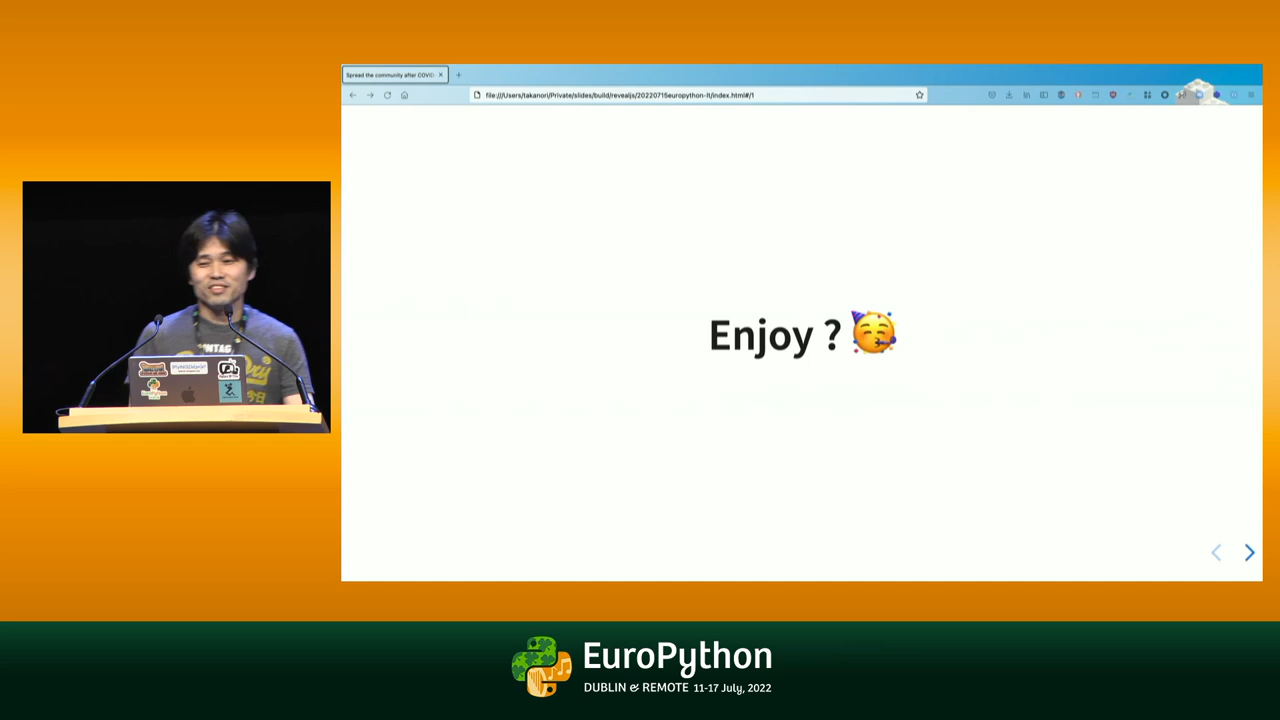 Spread the community after COVID
file:///Users/takanori/Private/slides/build/revealjs/20220715europython-lt/index.html#/1
Enjoy ? 🥳
EuroPython
DUBLIN & REMOTE 11-17 July, 2022